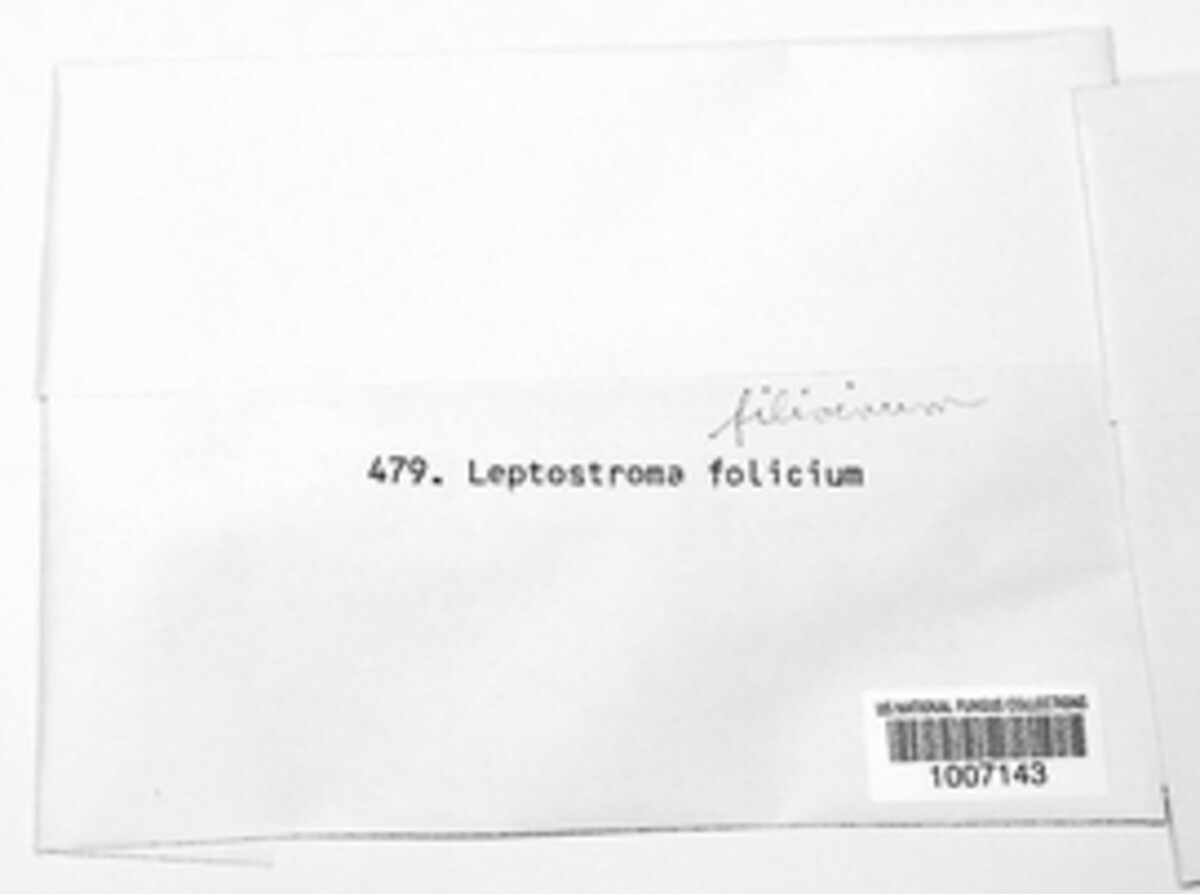 filicinum
479. Leptostroma folicium
US NATIONAL FUNGUS COLLECTIONS
1007143